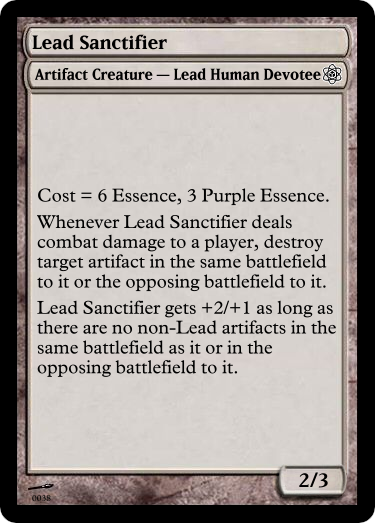 Lead Sanctifier
Artifact Creature — Lead Human Devotee
Cost = 6 Essence, 3 Purple Essence.
Whenever Lead Sanctifier deals
combat damage to a player, destroy
target artifact in the same battlefield
to it or the opposing battlefield to it.
Lead Sanctifier gets +2/+1 as long as
there are no non-Lead artifacts in the
same battlefield as it or in the
opposing battlefield to it.
2/3
0038